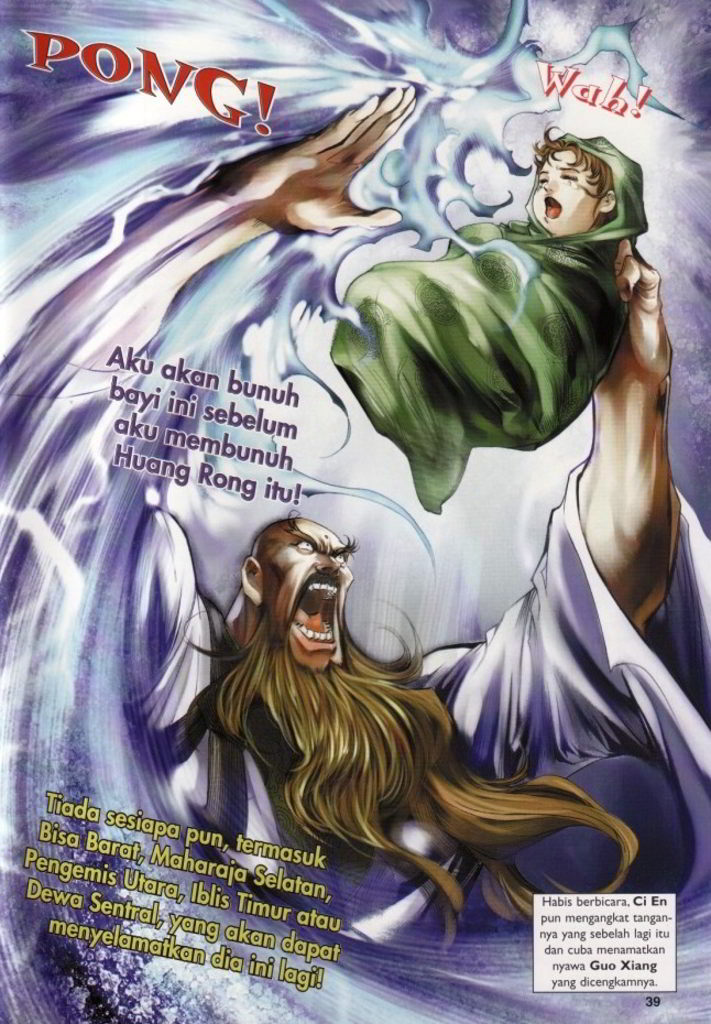 PONG!
Wah!
Aku akan bunuh
bayi ini sebelum
aku membunuh
Huang Rong itu!
Tiada sesiapa pun, termasuk
Bisa Barat, Maharaja Selatan,
Pengemis Utara, Iblis Timur atau
Dewa Sentral, yang akan dapat
menyelamatkan dia ini lagi!
Habis berbicara, Ci En
pun mengangkat tangan-
nya yang sebelah lagi itu
dan cuba menamatkan
nyawa Guo Xiang
yang dicengkamnya.
39